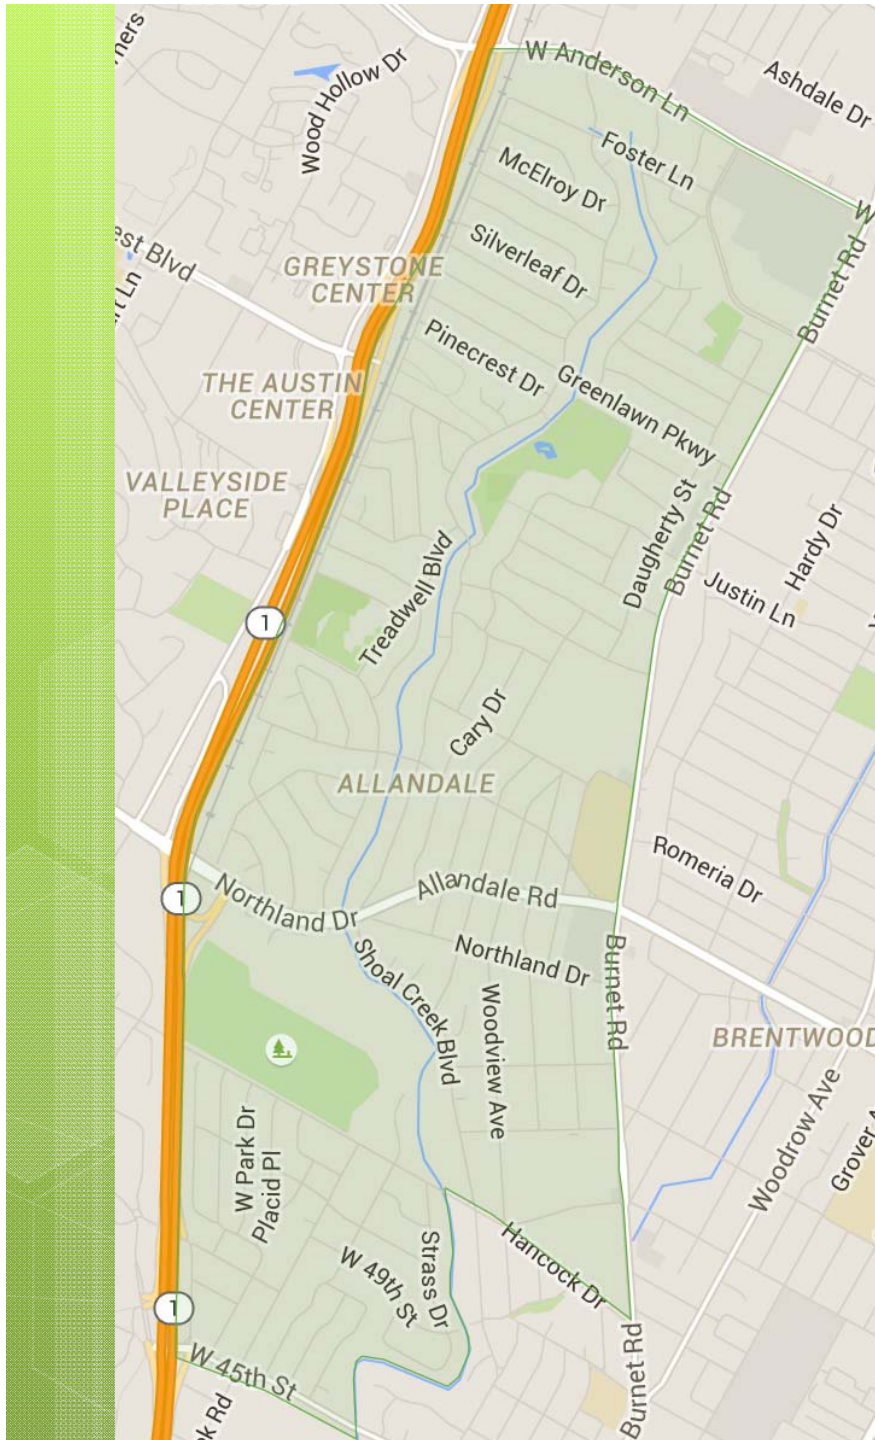 W Anderson Ln
Ashdale Dr
Wood Hollow Dr
Foster Ln
McElroy Dr
W
Silverleaf Dr
Burnet Rd
est Blvd
GREYSTONE
CENTER
Pinecrest Dr
Greenlawn Pkwy
THE AUSTIN
CENTER
VALLEYSIDE
PLACE
Daugherty St
Burnet Rd
Hardy Dr
Justin Ln
Treadwell Blvd
1
Cary Dr
ALLANDALE
Romeria Dr
1
Northland Dr
Allandale Rd
Northland Dr
Shoal Creek Blvd
Burnet Rd
Woodview Ave
BRENTWOOD
Woodrow Ave
W Park Dr
Placid Pl
Strass Dr
W 49th St
Hancock Dr
1
W 45th St
Burnet Rd